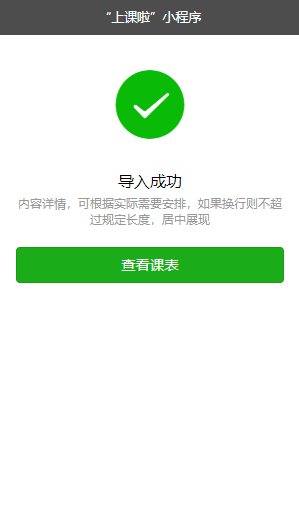 “上课啦”小程序
导入成功
内容详情，可根据实际需要安排，如果换行则不超
过规定长度，居中展现
查看课表